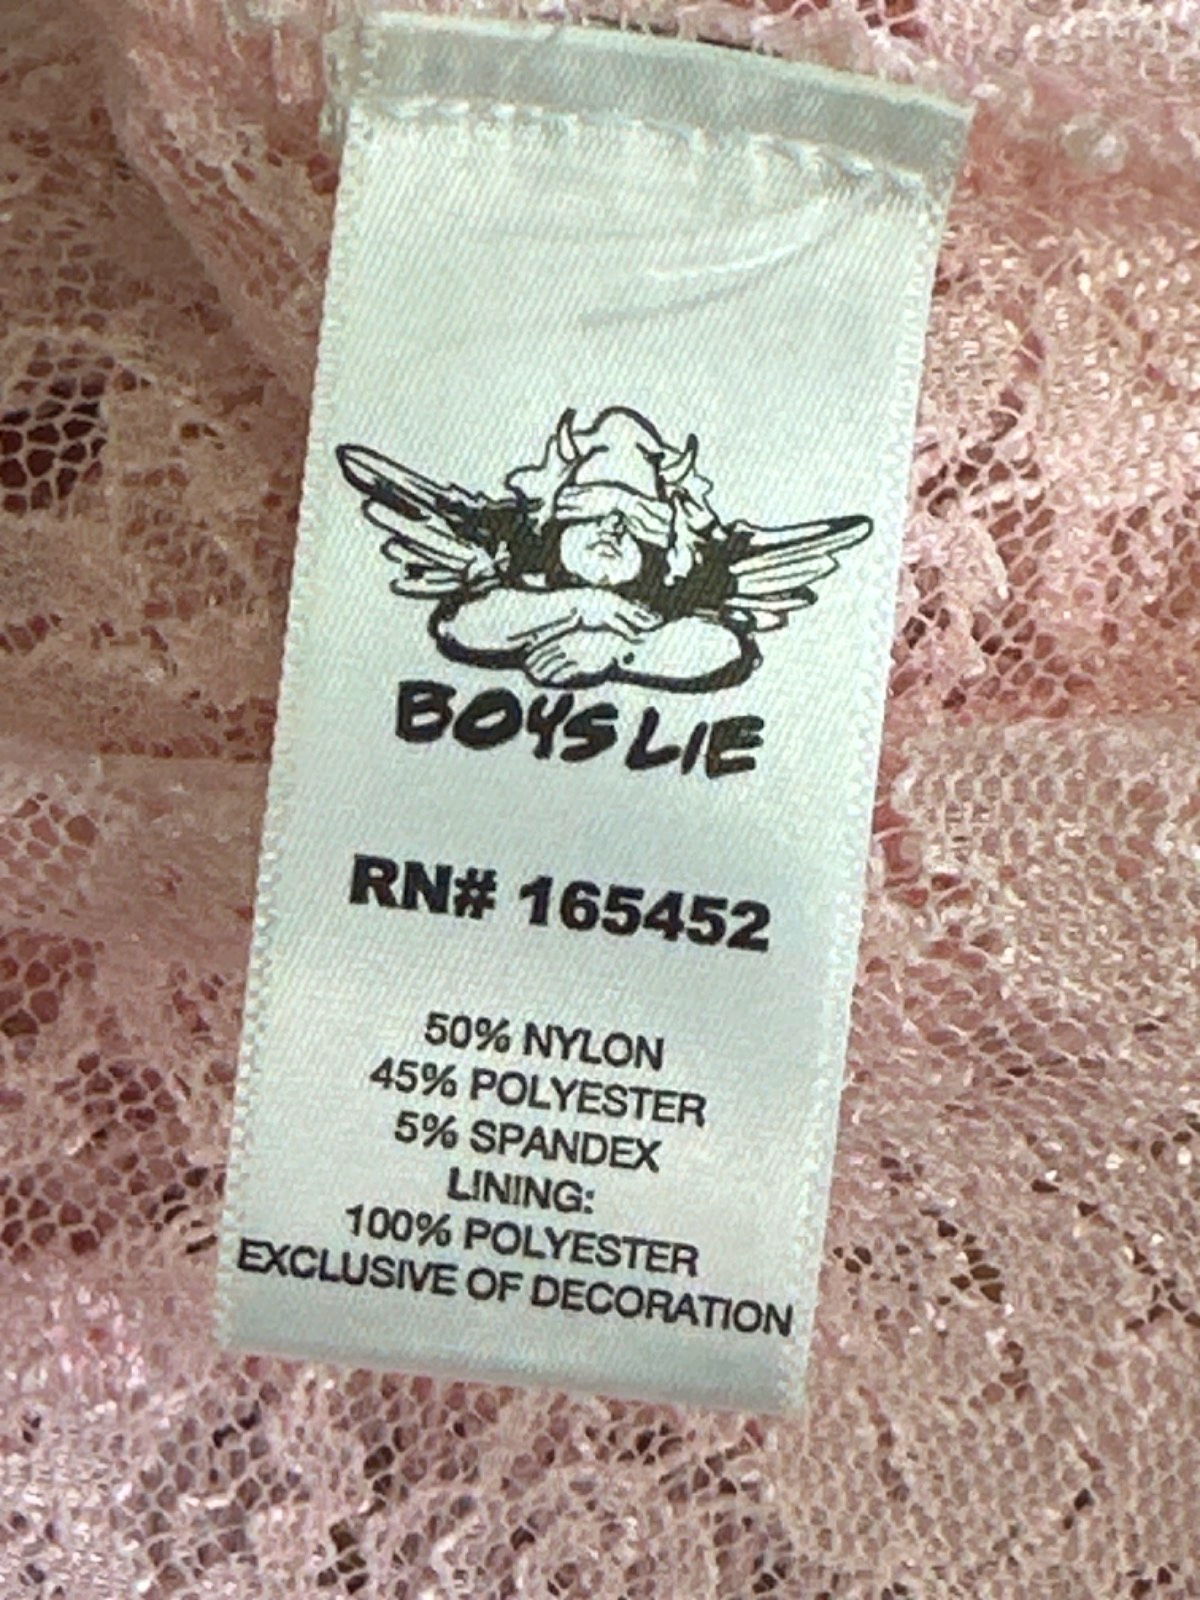 BOYS LIE
RN# 165452
50% NYLON
45% POLYESTER
5% SPANDEX
LINING:
100% POLYESTER
EXCLUSIVE OF DECORATION